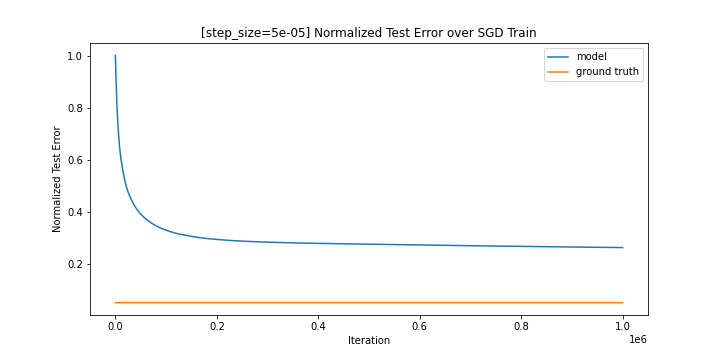 [step_size=5e-05] Normalized Test Error over SGD Train
model
ground truth
Normalized Test Error
1.0
0.8
0.6
0.4
0.2
0.0 0.2 0.4 0.6 0.8 1.0
1e6
Iteration